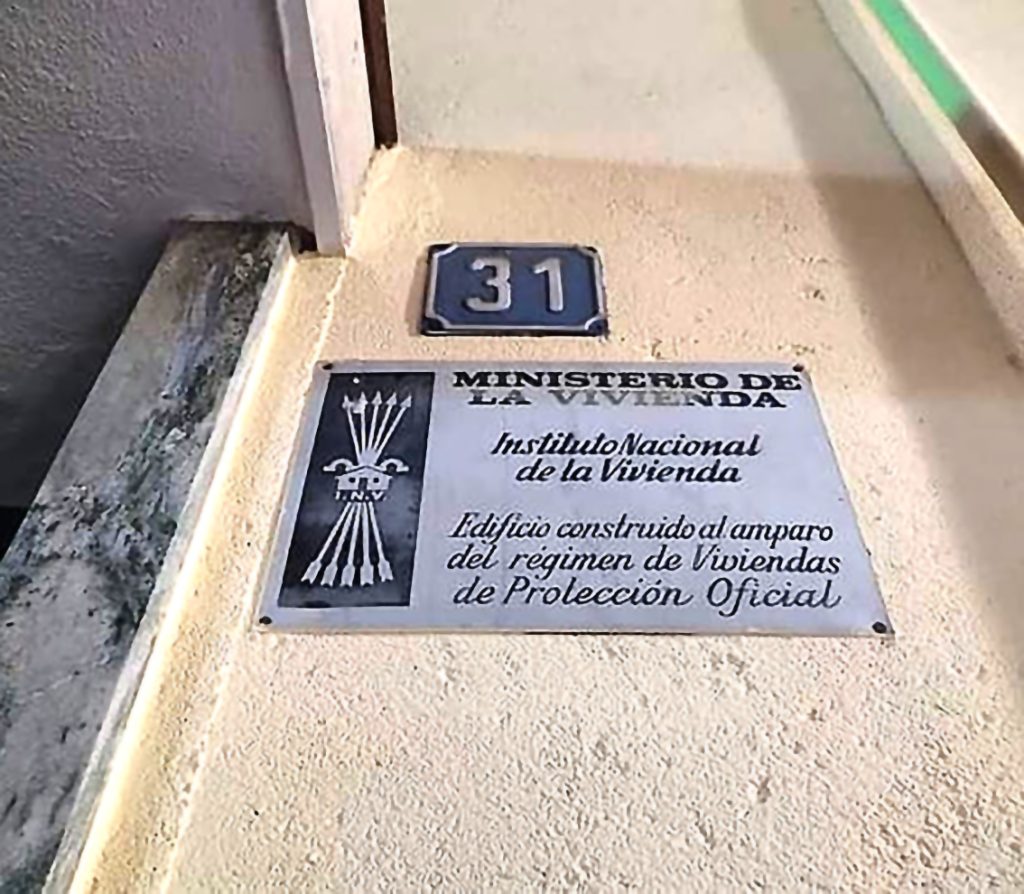 31
MINISTERIO DE
LA VIVIENDA
Instituto Nacional
de la Vivienda
I.N.V.
Edificio construido al amparo
del régimen de Viviendas
de Protección Oficial